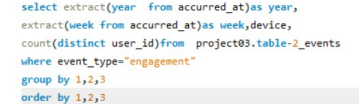 select extract(year  from accurred_at)as year,
extract(week from accurred_at)as week,device,
count(distinct user_id)from  project03.table-2_events
where event_type="engagement"
group by 1,2,3
order by 1,2,3